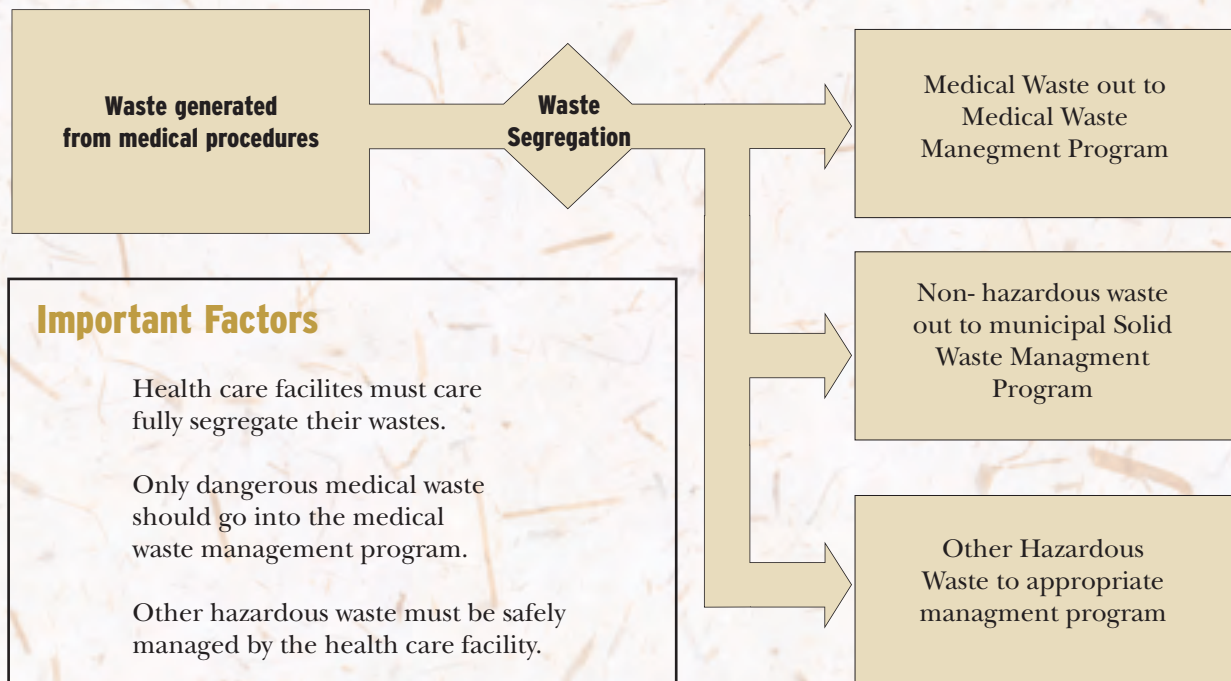 Waste generated
from medical procedures
Waste
Segregation
Medical Waste out to
Medical Waste
Manegment Program
Non- hazardous waste
out to municipal Solid
Waste Managment
Program
Other Hazardous
Waste to appropriate
managment program
Important Factors
Health care facilites must care
fully segregate their wastes.
Only dangerous medical waste
should go into the medical
waste management program.
Other hazardous waste must be safely
managed by the health care facility.